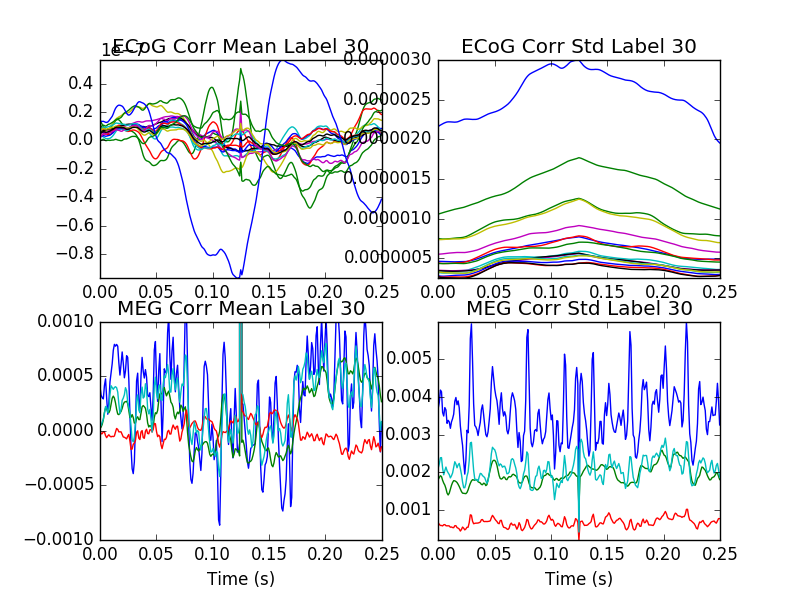 ECoG Corr Mean Label 30
1e−7
0.4
0.2
0.0
−0.2
−0.4
−0.6
−0.8
0.00 0.05 0.10 0.15 0.20 0.25
ECoG Corr Std Label 30
0.0000030
0.0000025
0.0000020
0.0000015
0.0000010
0.0000005
0.00 0.05 0.10 0.15 0.20 0.25
MEG Corr Mean Label 30
0.0010
0.0005
0.0000
−0.0005
−0.0010
0.00 0.05 0.10 0.15 0.20 0.25
Time (s)
MEG Corr Std Label 30
0.005
0.004
0.003
0.002
0.001
0.00 0.05 0.10 0.15 0.20 0.25
Time (s)